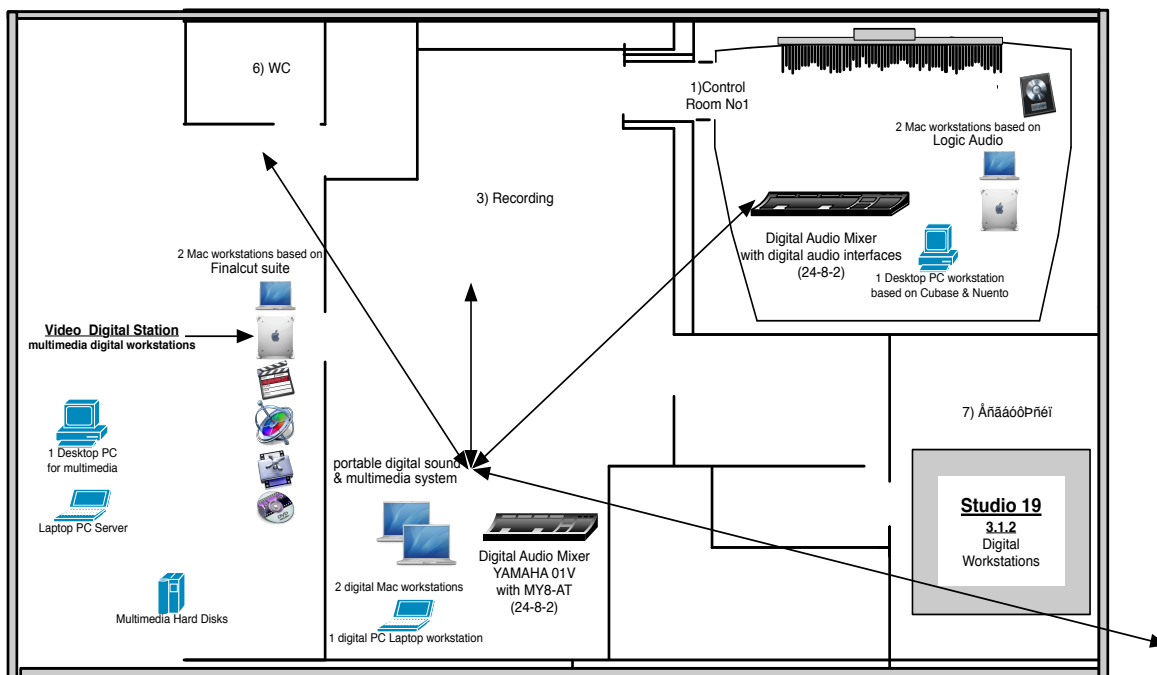 6) WC
1)Control
Room No1
2 Mac workstations based on
Logic Audio
3) Recording
Digital Audio Mixer
with digital audio interfaces
(24-8-2)
1 Desktop PC workstation
based on Cubase & Nuento
2 Mac workstations based on
Finalcut suite
Video Digital Station
multimedia digital workstations
1 Desktop PC
for multimedia
Laptop PC Server
Multimedia Hard Disks
portable digital sound
& multimedia system
2 digital Mac workstations
1 digital PC Laptop workstation
Digital Audio Mixer
YAMAHA 01V
with MY8-AT
(24-8-2)
7) ÅñãáóôÞñéï
Studio 19
3.1.2
Digital
Workstations